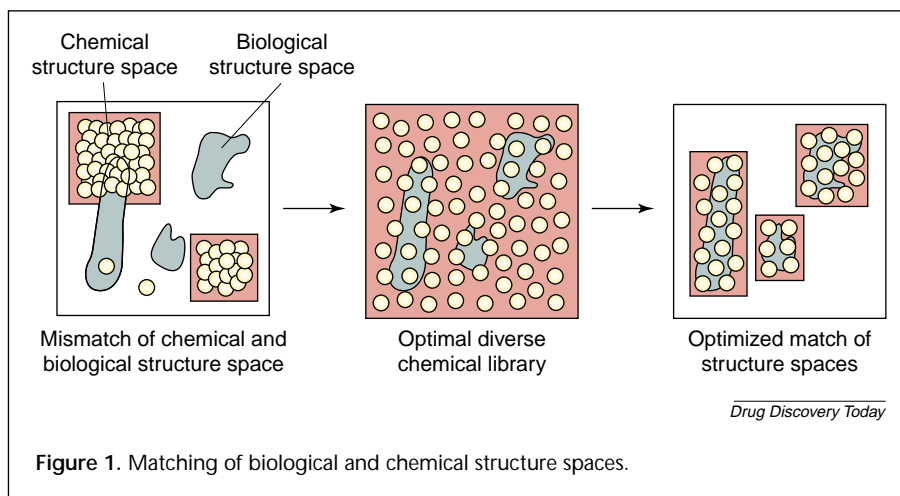 Chemical
structure space
Biological
structure space
Mismatch of chemical and
biological structure space
Optimal diverse
chemical library
Optimized match of
structure spaces
Drug Discovery Today
Figure 1. Matching of biological and chemical structure spaces.